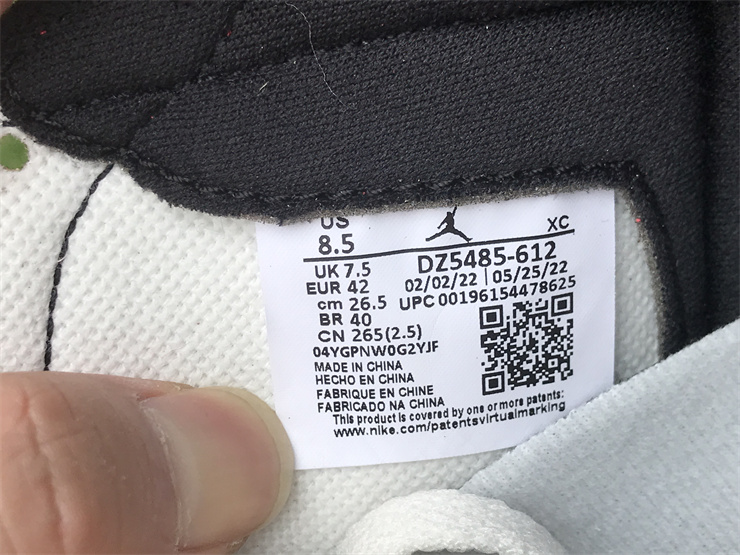 US
8.5
XC
UK 7.5
DZ5485-612
EUR 42
02/02/22 | 05/25/22
cm 26.5
UPC 00196154478625
BR 40
CN 265(2.5)
04YGPNW0G2YJF
MADE IN CHINA
HECHO EN CHINA
FABRIQUE EN CHINE
FABRICADO NA CHINA
This product is covered by one or more patents:
www.nike.com/patentsvirtualmarking